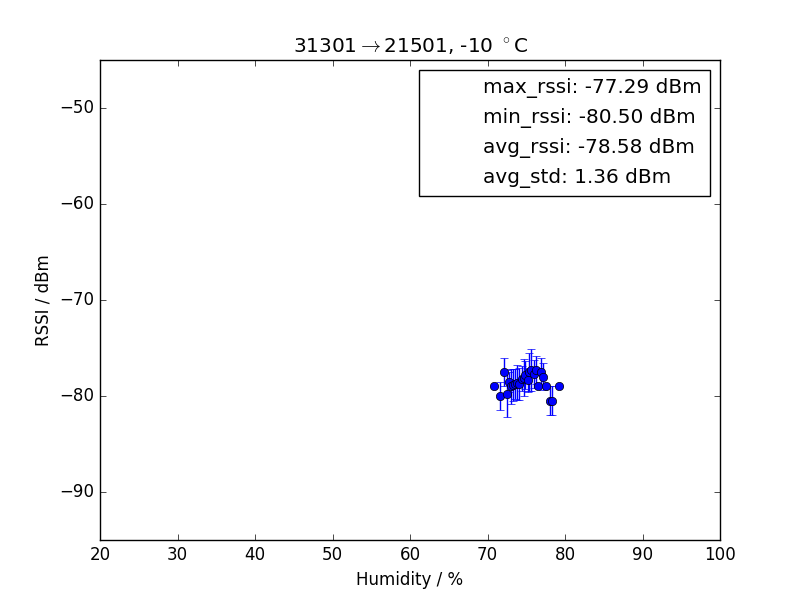 31301→21501, -10 °C
max_rssi: -77.29 dBm
min_rssi: -80.50 dBm
avg_rssi: -78.58 dBm
avg_std: 1.36 dBm
RSSI / dBm
−50
−60
−70
−80
−90
20 30 40 50 60 70 80 90 100
Humidity / %